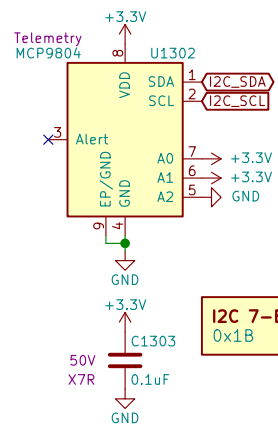 +3.3V
Telemetry
MCP9804 U1302
8
VDD
SDA 1 I2C_SDA
SCL 2 I2C_SCL
3 Alert
A0 7 +3.3V
A1 6 +3.3V
A2 5 GND
EP/GND
GND
9 4
GND
+3.3V
C1303
50V
X7R 0.1uF
GND
I2C 7-
0x1B